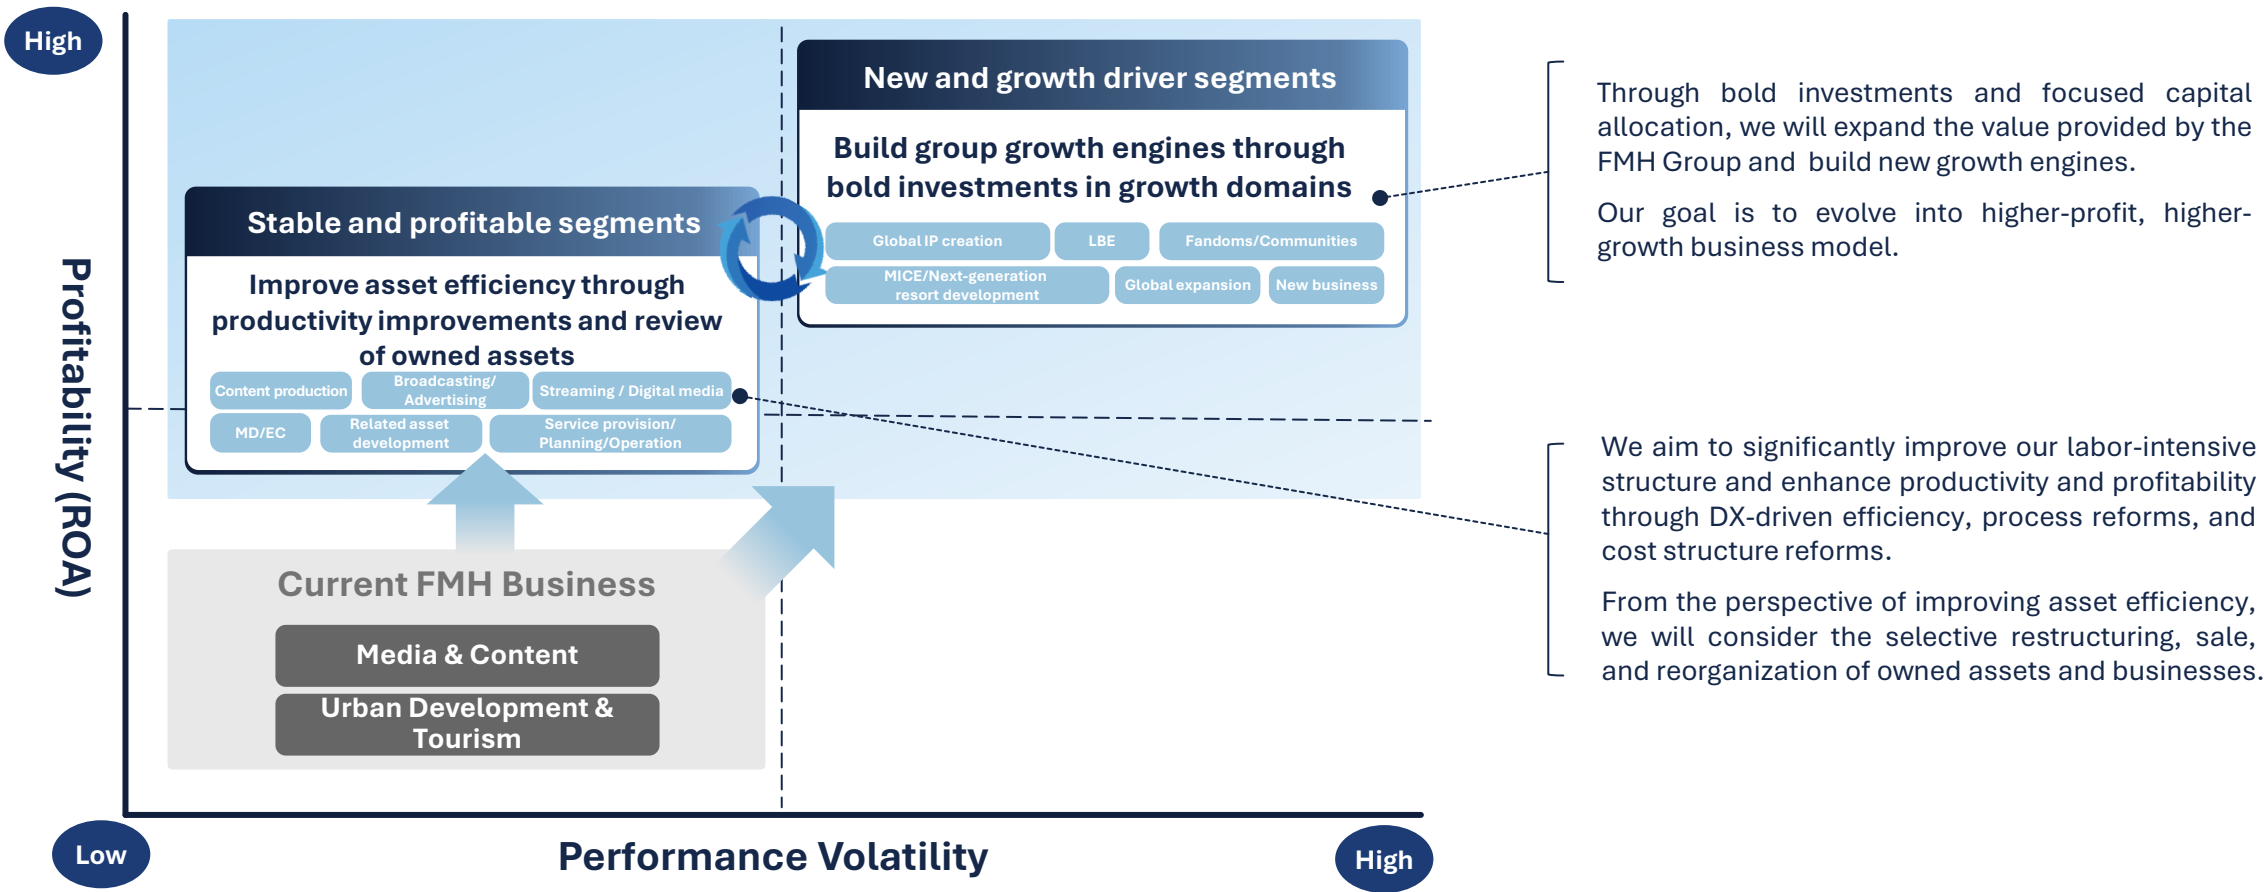 High
Profitability (ROA)
Low
Performance Volatility
High
New and growth driver segments
Build group growth engines through
bold investments in growth domains
Global IP creation
LBE
Fandoms/Communities
MICE/Next-generation
resort development
Global expansion
New business
Stable and profitable segments
Improve asset efficiency through
productivity improvements and review
of owned assets
Content production
Broadcasting/
Advertising
Streaming / Digital media
MD/EC
Related asset
development
Service provision/
Planning/Operation
Current FMH Business
Media & Content
Urban Development &
Tourism
Through bold investments and focused capital
allocation, we will expand the value provided by the
FMH Group and build new growth engines.
Our goal is to evolve into higher-profit, higher-
growth business model.
We aim to significantly improve our labor-intensive
structure and enhance productivity and profitability
through DX-driven efficiency, process reforms, and
cost structure reforms.
From the perspective of improving asset efficiency,
we will consider the selective restructuring, sale,
and reorganization of owned assets and businesses.